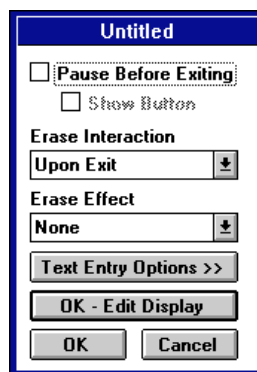 Untitled
Pause Before Exiting
Show Button
Erase Interaction
Upon Exit
Erase Effect
None
Text Entry Options >>
OK - Edit Display
OK Cancel